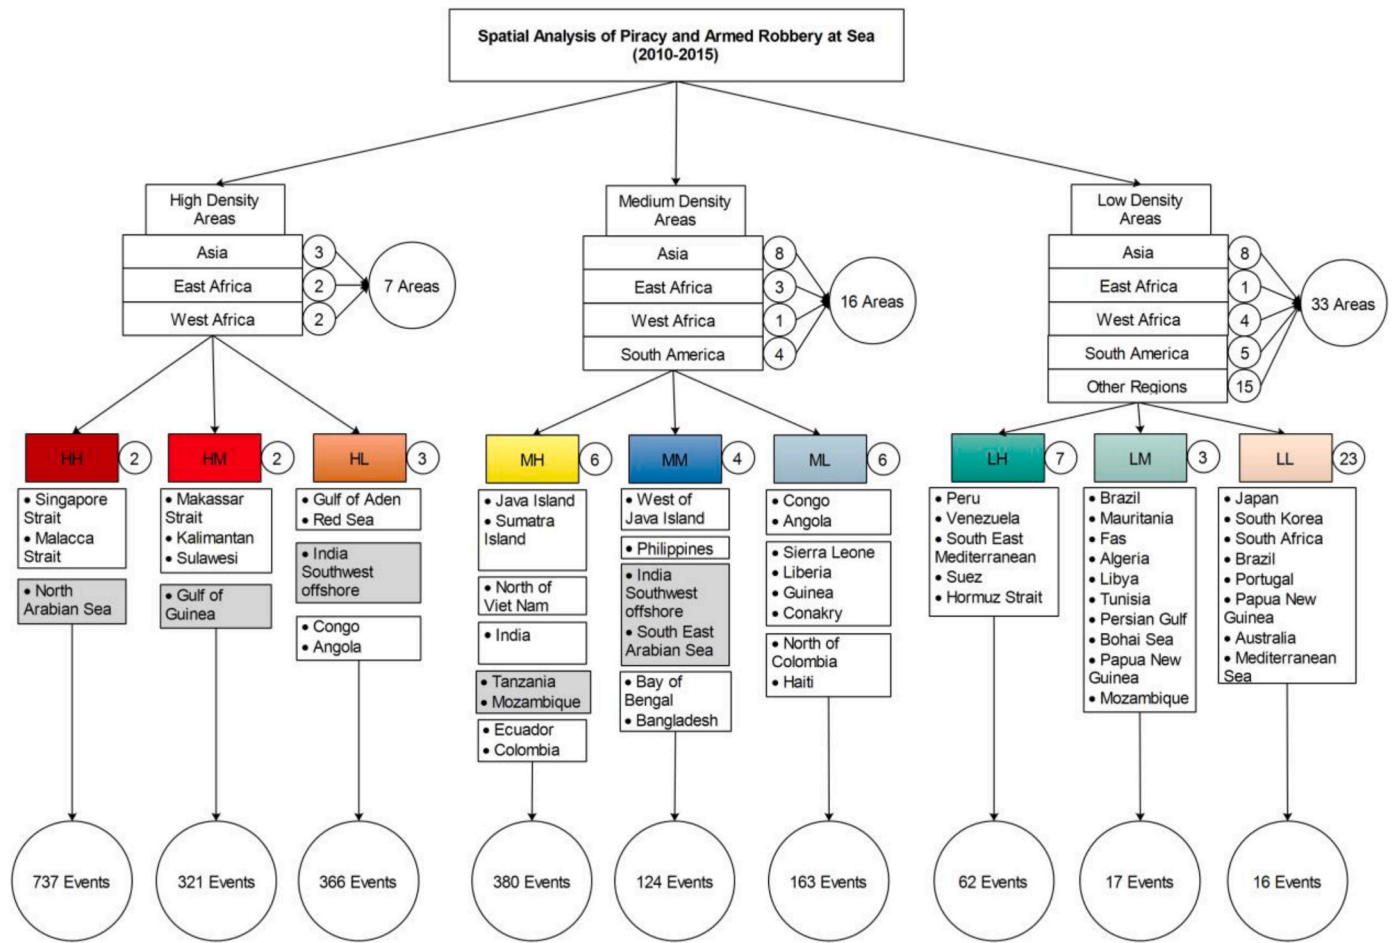 Spatial Analysis of Piracy and Armed Robbery at Sea
(2010-2015)
High Density
Areas
Asia
3
East Africa
2
West Africa
2
7 Areas
Medium Density
Areas
Asia
8
East Africa
3
West Africa
1
South America
4
16 Areas
Low Density
Areas
Asia
8
East Africa
1
West Africa
4
South America
5
Other Regions
15
33 Areas
HH
2
• Singapore
Strait
• Malacca
Strait
• North
Arabian Sea
737 Events
HM
2
• Makassar
Strait
• Kalimantan
• Sulawesi
• Gulf of
Guinea
321 Events
HL
3
• Gulf of Aden
• Red Sea
• India
Southwest
offshore
• Congo
• Angola
366 Events
MH
6
• Java Island
• Sumatra
Island
• North of
Viet Nam
• India
• Tanzania
• Mozambique
• Ecuador
• Colombia
380 Events
MM
4
• West of
Java Island
• Philippines
• India
Southwest
offshore
• South East
Arabian Sea
• Bay of
Bengal
• Bangladesh
124 Events
ML
6
• Congo
• Angola
• Sierra Leone
• Liberia
• Guinea
• Conakry
• North of
Colombia
• Haiti
163 Events
LH
7
• Peru
• Venezuela
• South East
Mediterranean
• Suez
• Hormuz Strait
62 Events
LM
3
• Brazil
• Mauritania
• Fas
• Algeria
• Libya
• Tunisia
• Persian Gulf
• Bohai Sea
• Papua New
Guinea
• Mozambique
17 Events
LL
23
• Japan
• South Korea
• South Africa
• Brazil
• Portugal
• Papua New
Guinea
• Australia
• Mediterranean
Sea
16 Events